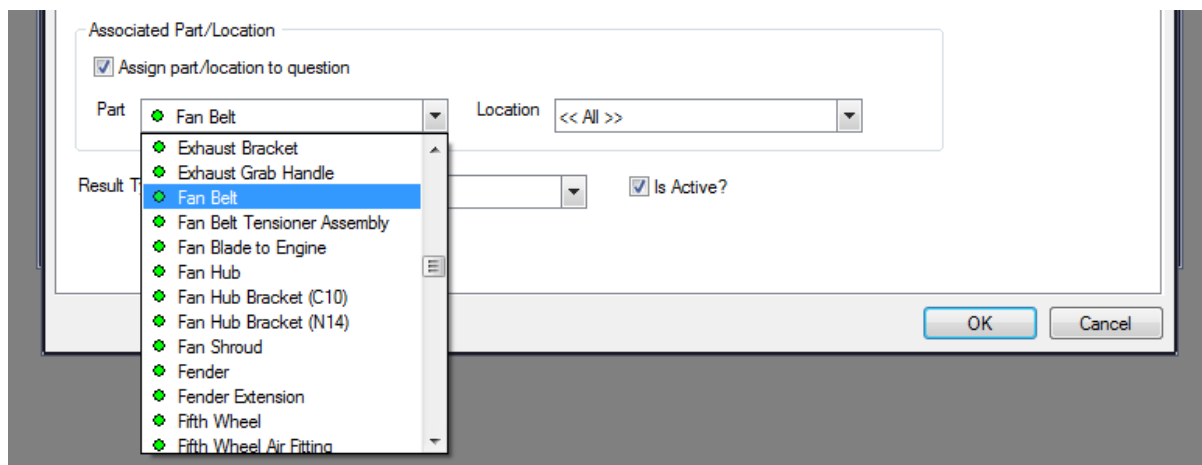 Associated Part/Location
Assign part/location to question
Part Fan Belt Location << All >>
Exhaust Bracket
Exhaust Grab Handle
Result T Fan Belt Is Active?
Fan Belt Tensioner Assembly
Fan Blade to Engine
Fan Hub
Fan Hub Bracket (C10)
Fan Hub Bracket (N14)
OK Cancel
Fan Shroud
Fender
Fender Extension
Fifth Wheel
Fifth Wheel Air Fitting